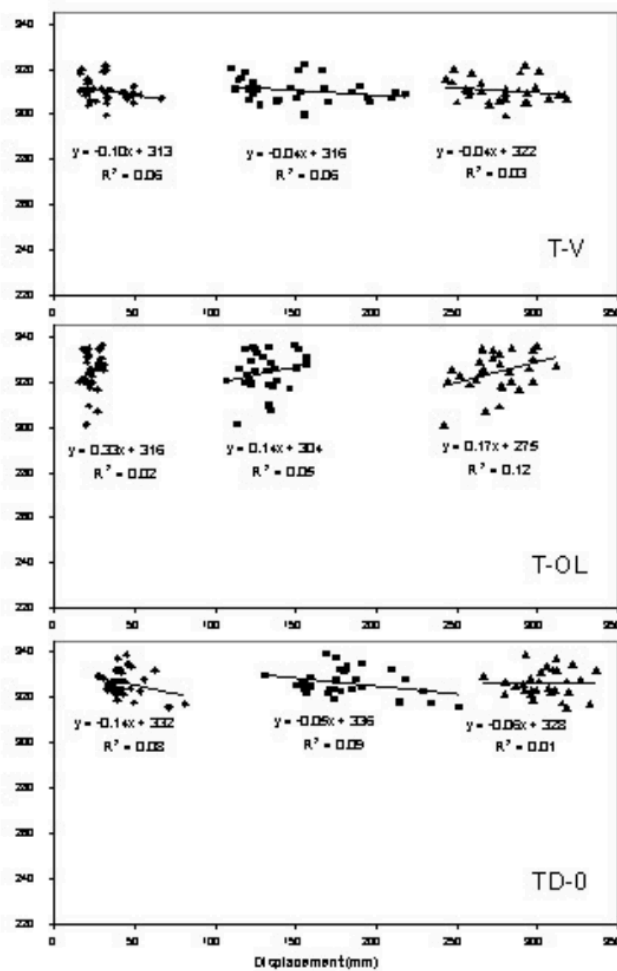 340
320
300
280
260
240
220
y = -0.10x + 313
R² = 0.06
y = -0.04x + 316
R² = 0.06
y = -0.04x + 322
R² = 0.03
T-V
0 50 100 150 200 250 300 350
340
320
300
280
260
240
220
y = 0.33x + 316
R² = 0.02
y = 0.14x + 304
R² = 0.05
y = 0.17x + 275
R² = 0.12
T-OL
0 50 100 150 200 250 300 350
340
320
300
280
260
240
220
y = -0.14x + 332
R² = 0.08
y = -0.05x + 336
R² = 0.09
y = -0.06x + 328
R² = 0.01
TD-0
0 50 100 150 200 250 300 350
Displacement (mm)